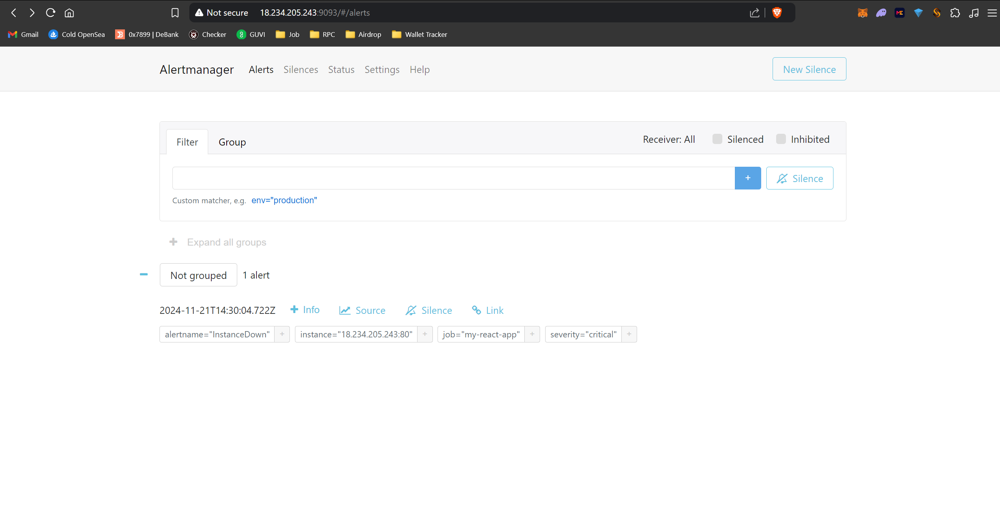 Not secure 18.234.205.243:9093/#/alerts
Gmail Cold OpenSea 0x7899 | DeBank Checker GUVI Job RPC Airdrop Wallet Tracker
Alertmanager Alerts Silences Status Settings Help New Silence
Filter Group Receiver: All Silenced Inhibited
+ Silence
Custom matcher, e.g. env="production"
+ Expand all groups
- Not grouped 1 alert
2024-11-21T14:30:04.722Z + Info Source Silence Link
alertname="InstanceDown" + instance="18.234.205.243:80" + job="my-react-app" + severity="critical" +